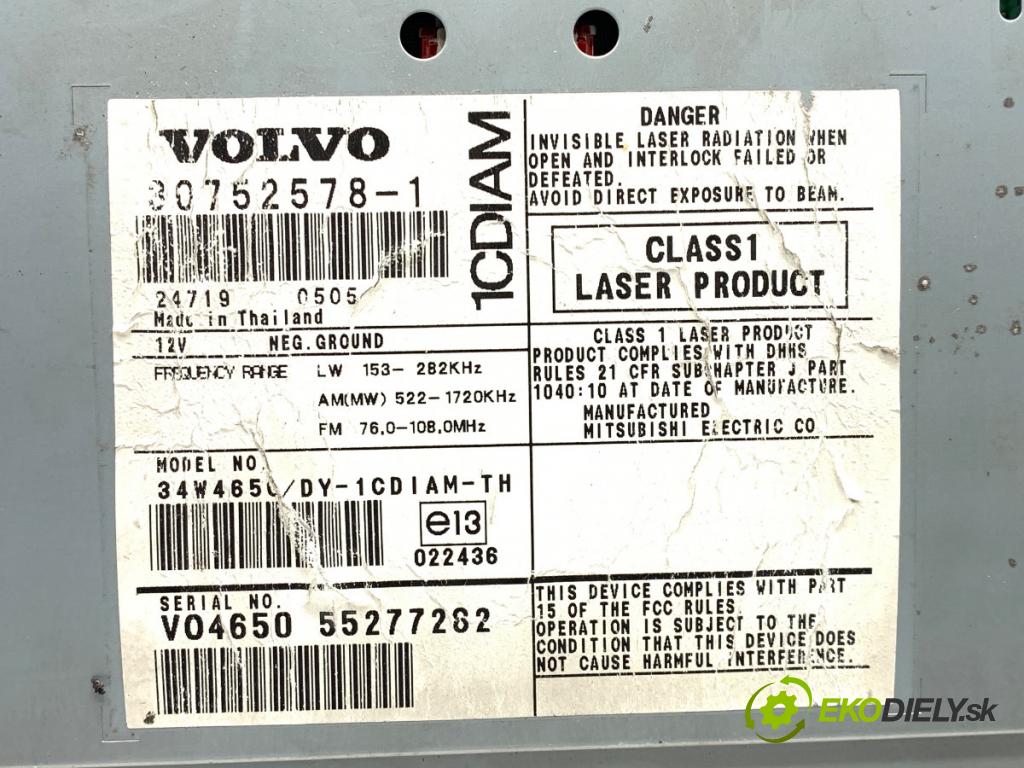 VOLVO
30752578-1
24719 0505
Made in Thailand
1CDIAM
12V NEG.GROUND
FREQUENCY RANGE LW 153-282KHz
AM(MW) 522-1720KHz
FM 76,0-108,0MHz
MODEL NO.
34W4650/DY-1CDIAM-TH
e13
022436
SERIAL NO.
VO4650
DANGER
INVISIBLE LASER RADIATION WHEN
OPEN AND INTERLOCK FAILED OR
DEFEATED.
AVOID DIRECT EXPOSURE TO BEAM.
CLASS1
LASER PRODUCT
CLASS 1 LASER PRODUCT
PRODUCT COMPLIES WITH DHHS
RULES 21 CFR SUBCHAPTER J PART
1040:10 AT DATE OF MANUFACTURE.
MANUFACTURED
MITSUBISHI ELECTRIC CO
THIS DEVICE COMPLIES WITH PART
15 OF THE FCC RULES.
OPERATION IS SUBJECT TO THE
CONDITION THAT THIS DEVICE DOES
NOT CAUSE HARMFUL INTERFERENCE.
EKODIELY.sk